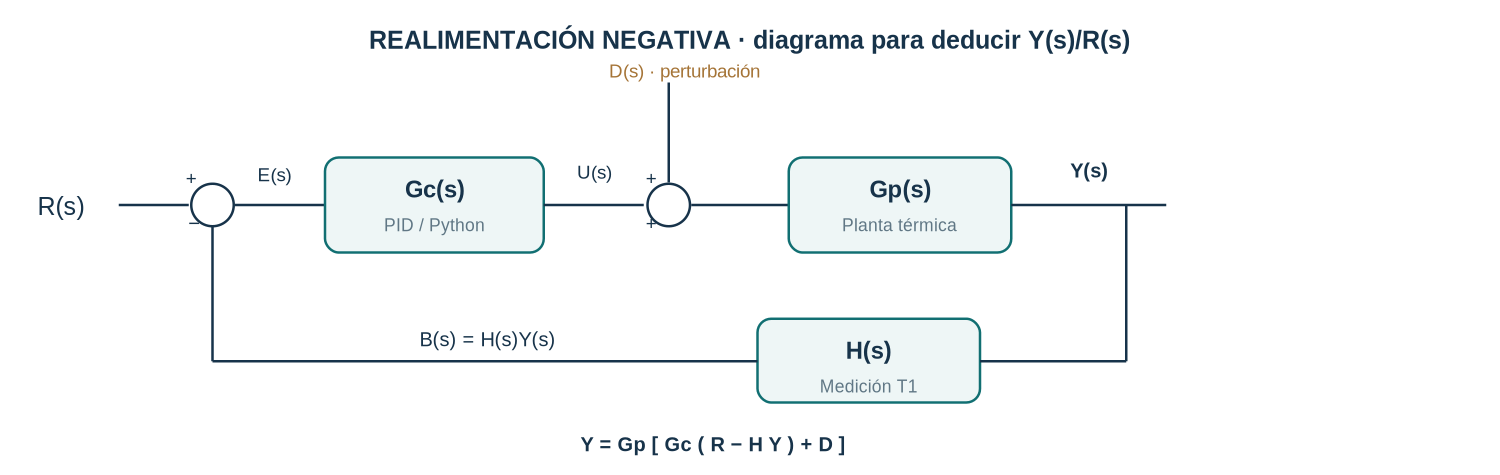 REALIMENTACIÓN NEGATIVA · diagrama para deducir Y(s)/R(s)
D(s) · perturbación
R(s)
+
−
E(s)
Gc(s)
PID / Python
U(s)
+
+
Gp(s)
Planta térmica
Y(s)
B(s) = H(s)Y(s)
H(s)
Medición T1
Y = Gp [ Gc ( R − H Y ) + D ]